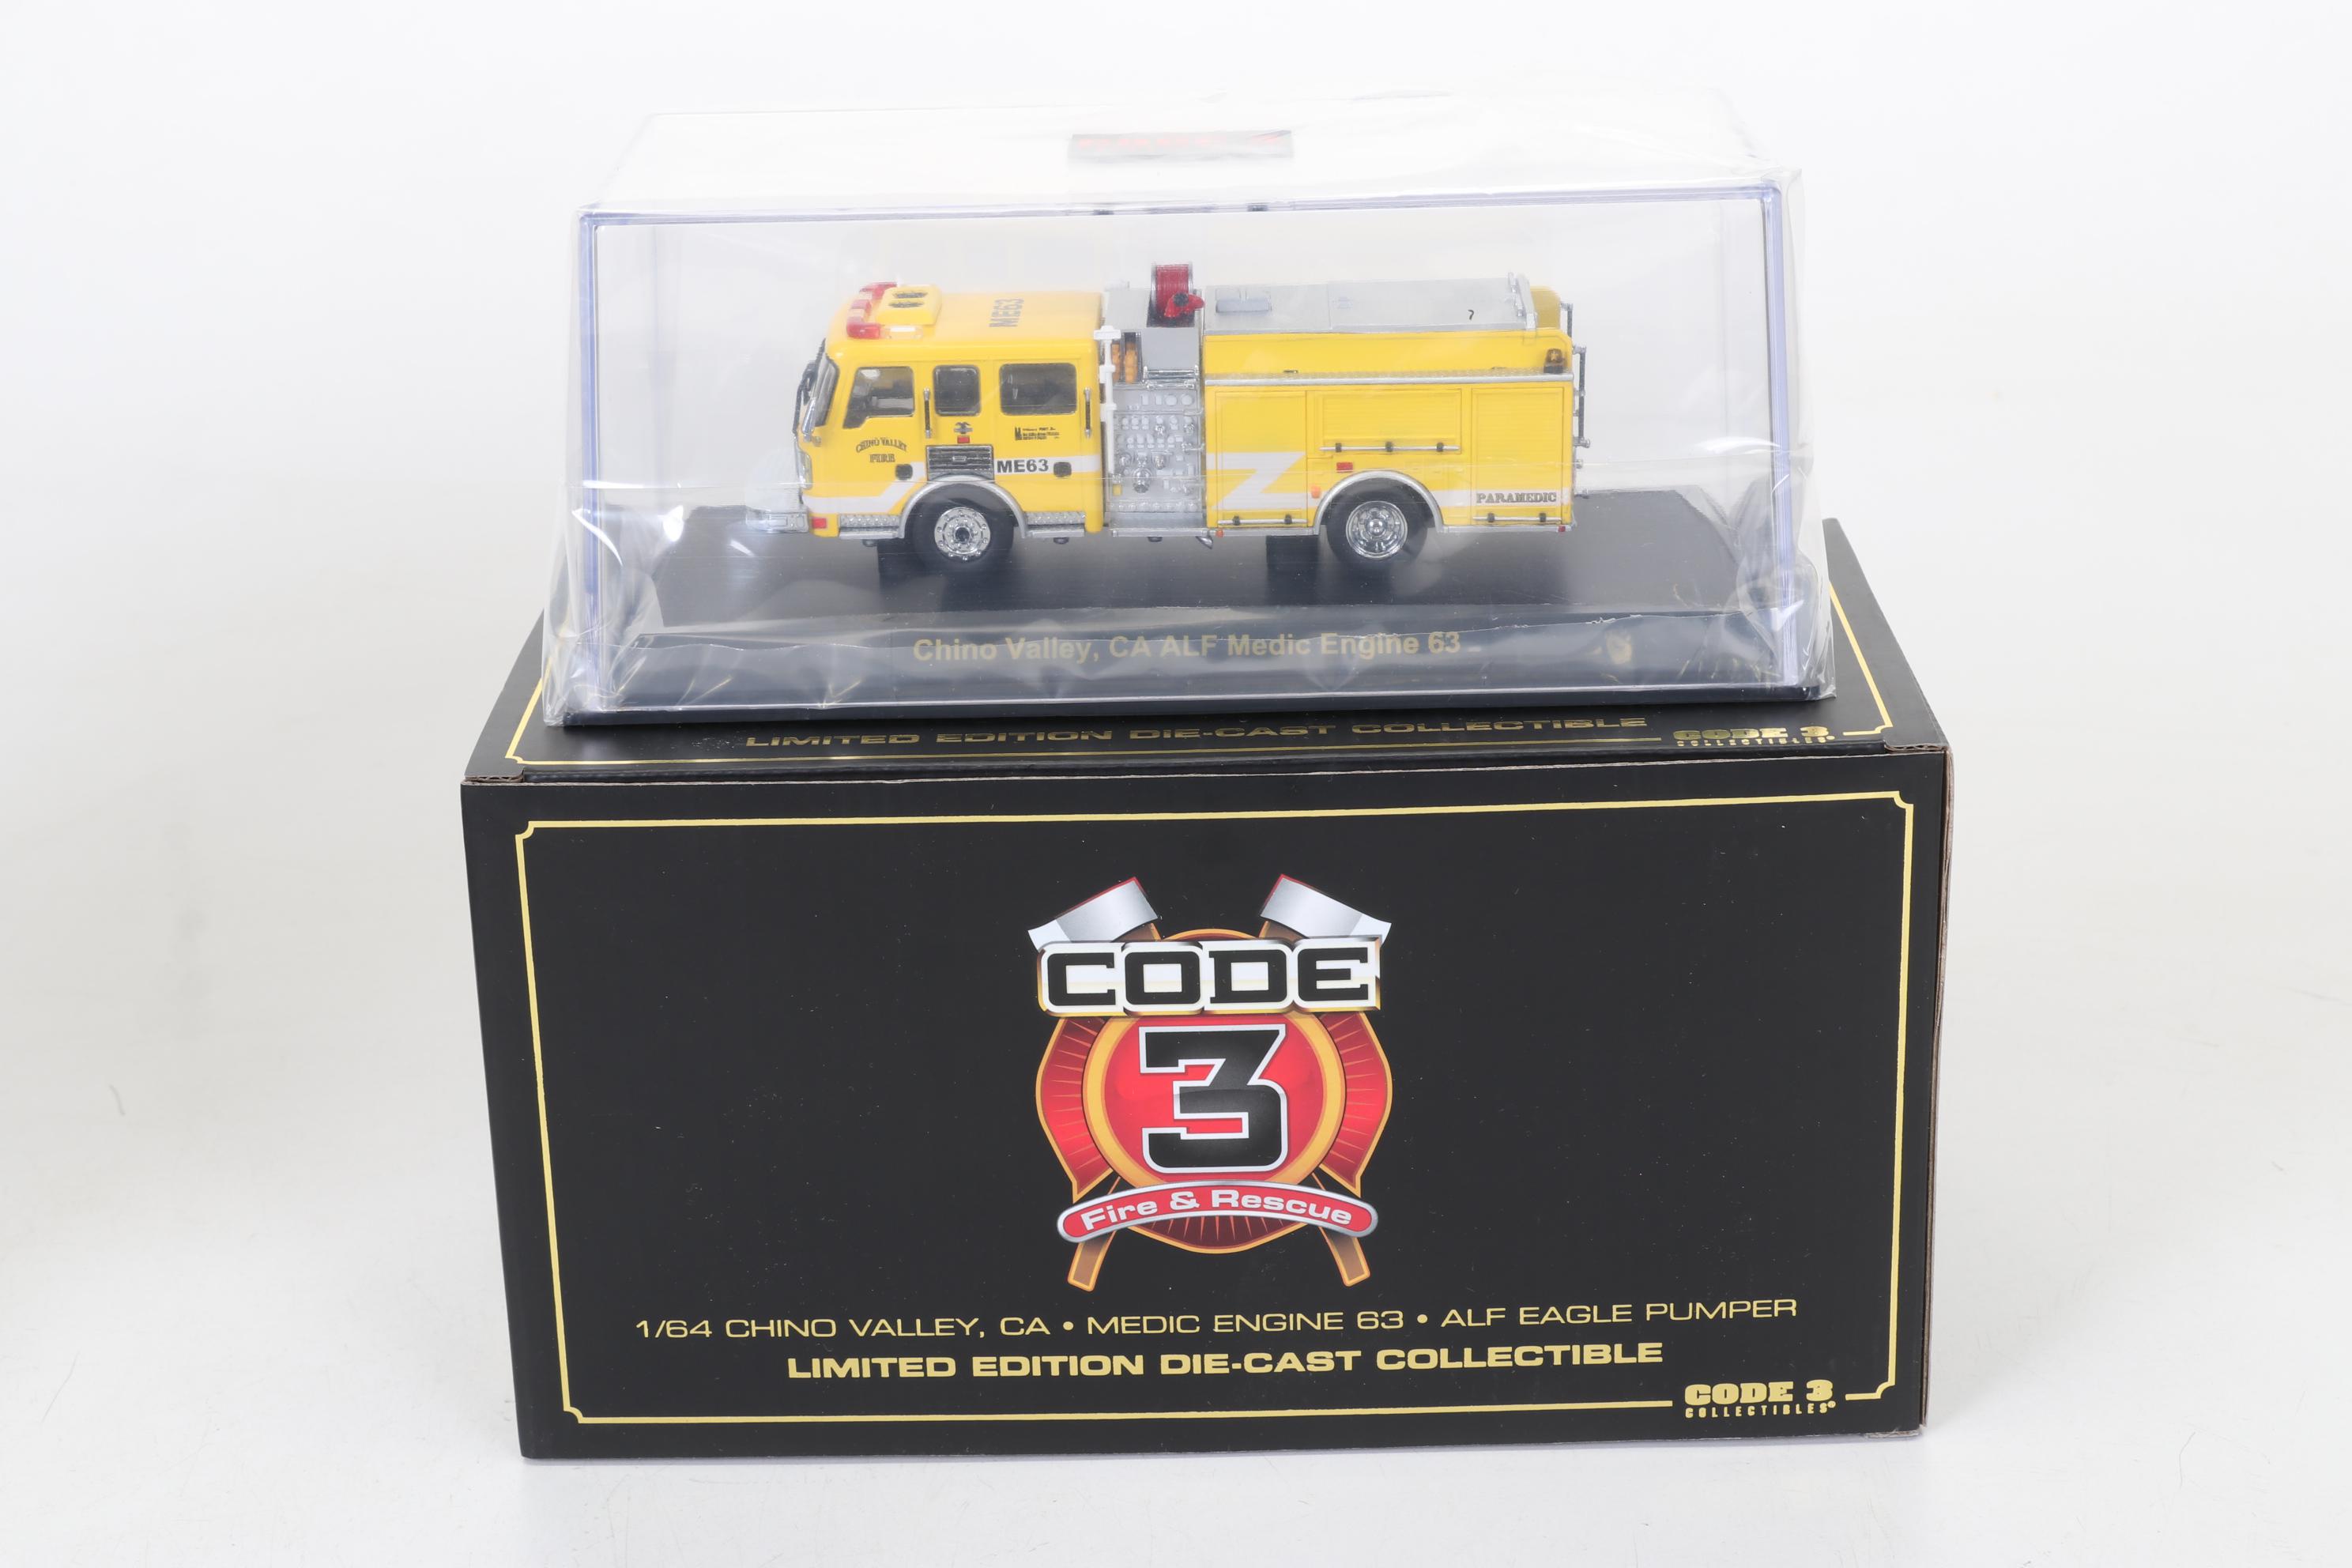 ME63
CHINO VALLEY
FIRE
ME63
PARAMEDIC
Chino Valley, CA ALF Medic Engine 63
LIMITED EDITION DIE-CAST COLLECTIBLE
CODE 3
COLLECTIBLES®
CODE
3
Fire & Rescue
1/64 CHINO VALLEY, CA • MEDIC ENGINE 63 • ALF EAGLE PUMPER
LIMITED EDITION DIE-CAST COLLECTIBLE
CODE 3
COLLECTIBLES®